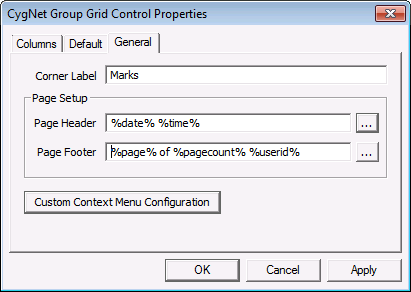 CygNet Group Grid Control Properties
Columns Default General
Corner Label Marks
Page Setup
Page Header %date% %time% ...
Page Footer %page% of %pagecount% %userid% ...
Custom Context Menu Configuration
OK Cancel Apply